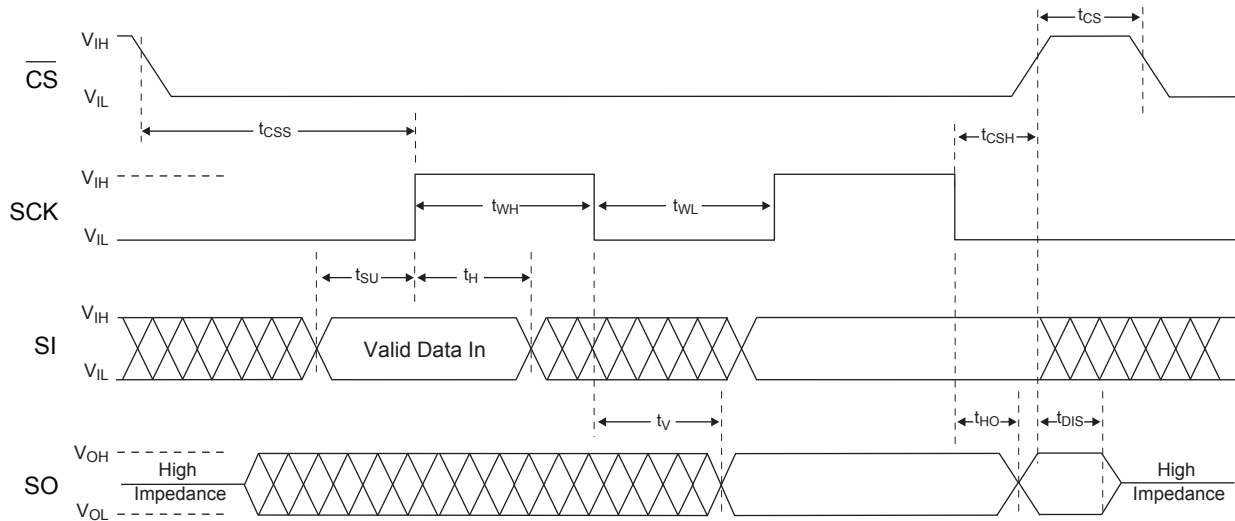 tCS
VIH
CS
VIL
tCSS
tCSH
VIH
SCK
tWH
tWL
VIL
tSU
tH
VIH
SI
Valid Data In
VIL
tV
tHO
tDIS
VOH
High
Impedance
High
Impedance
SO
VOL